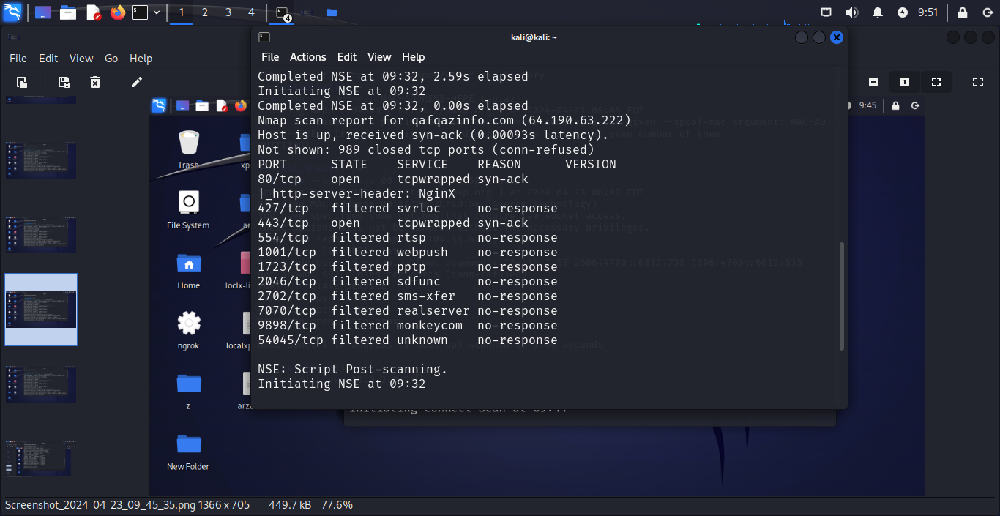 1 2 3 4 4 9:51
kali@kali: ~
File Edit View Go Help
File Actions Edit View Help
Completed NSE at 09:32, 2.59s elapsed
Initiating NSE at 09:32
Completed NSE at 09:32, 0.00s elapsed
Nmap scan report for qafqazinfo.com (64.190.63.222)
Host is up, received syn-ack (0.00093s latency).
Not shown: 989 closed tcp ports (conn-refused)
PORT STATE SERVICE REASON VERSION
80/tcp open tcpwrapped syn-ack
|_http-server-header: NginX
427/tcp filtered svrloc no-response
443/tcp open tcpwrapped syn-ack
554/tcp filtered rtsp no-response
1001/tcp filtered webpush no-response
1723/tcp filtered pptp no-response
2046/tcp filtered sdfunc no-response
2702/tcp filtered sms-xfer no-response
7070/tcp filtered realserver no-response
9898/tcp filtered monkeycom no-response
54045/tcp filtered unknown no-response
NSE: Script Post-scanning.
Initiating NSE at 09:32
9:45
Trash
File System
Home
loclx-li
ngrok
localxp
z
arza
New Folder
Screenshot_2024-04-23_09_45_35.png 1366 x 705 449.7 kB 77.6%